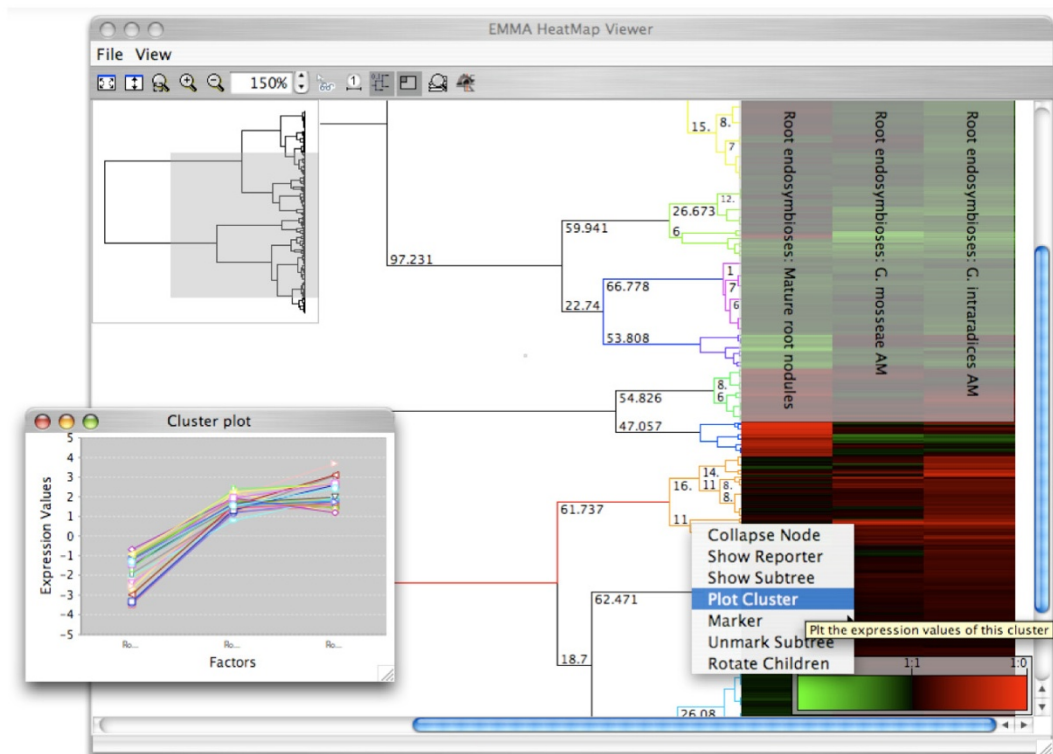 EMMA HeatMap Viewer
File View
150%
1
15.
8.
7
12.
26.673
6
59.941
97.231
1
7
66.778
6
22.74
53.808
8.
54.826
6
47.057
Root endosymbioses: Mature root nodules
Root endosymbioses: G. mosseae AM
Root endosymbioses: G. intraradices AM
Cluster plot
5
4
3
2
1
0
-1
-2
-3
-4
-5
Expression Values
Ro...
Ro...
Ro...
Factors
14.
16.
11
8.
8.
61.737
11
62.471
18.7
26.08
Collapse Node
Show Reporter
Show Subtree
Plot Cluster
Marker
Unmark Subtree
Rotate Children
Plt the expression values of this cluster
1:1
1:0